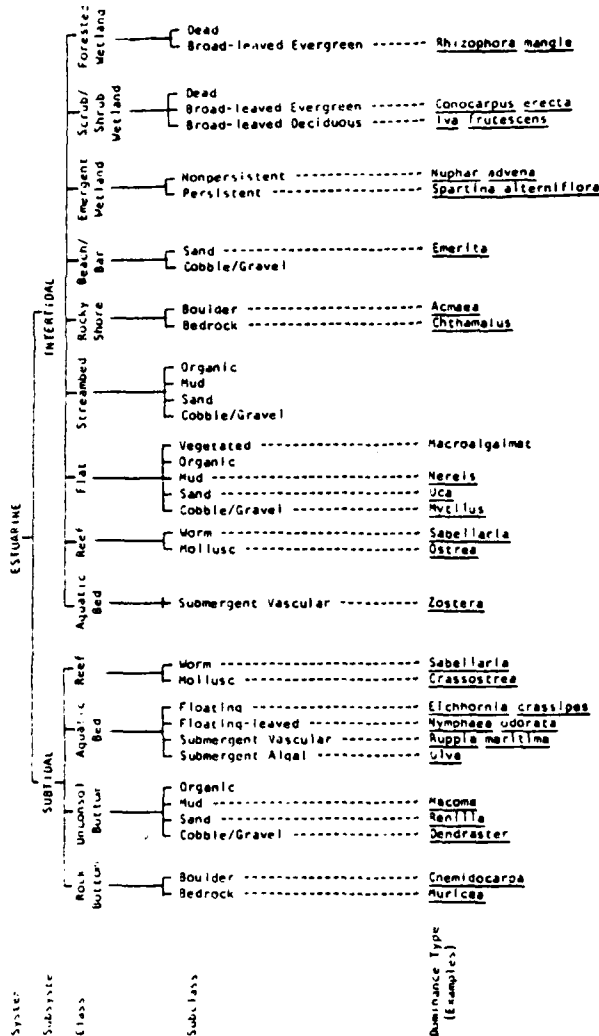 Forested Wetland
Dead
Broad-leaved Evergreen Rhizophora mangle
Scrub/ Shrub Wetland
Dead
Broad-leaved Evergreen Conocarpus erecta
Broad-leaved Deciduous Iva frutescens
Emergent Wetland
Nonpersistent Nuphar advena
Persistent Spartina alterniflora
Beach/ Bar
Sand Emerita
Cobble/Gravel
INTERTIDAL
Rocky Shore
Boulder Acmaea
Bedrock Chthamalus
Streambed
Organic
Mud
Sand
Cobble/Gravel
Flat
Vegetated Macroalgalmat
Organic
Mud Nereis
Sand Uca
Cobble/Gravel Mytilus
ESTUARINE
Reef
Worm Sabellaria
Mollusc Ostrea
Aquatic Bed
Submergent Vascular Zostera
Reef
Worm Sabellaria
Mollusc Crassostrea
Aquatic Bed
Floating Eichhornia crassipes
Floating-leaved Nymphaea odorata
Submergent Vascular Ruppia maritima
Submergent Algal Ulva
SUBTIDAL
Unconsol Bottom
Organic
Mud Macoma
Sand Renilla
Cobble/Gravel Dendraster
Rock Bottom
Boulder Cnemidocarpa
Bedrock Muricea
System
Subsyste
Class
Subclass
Dominance Type (Examples)